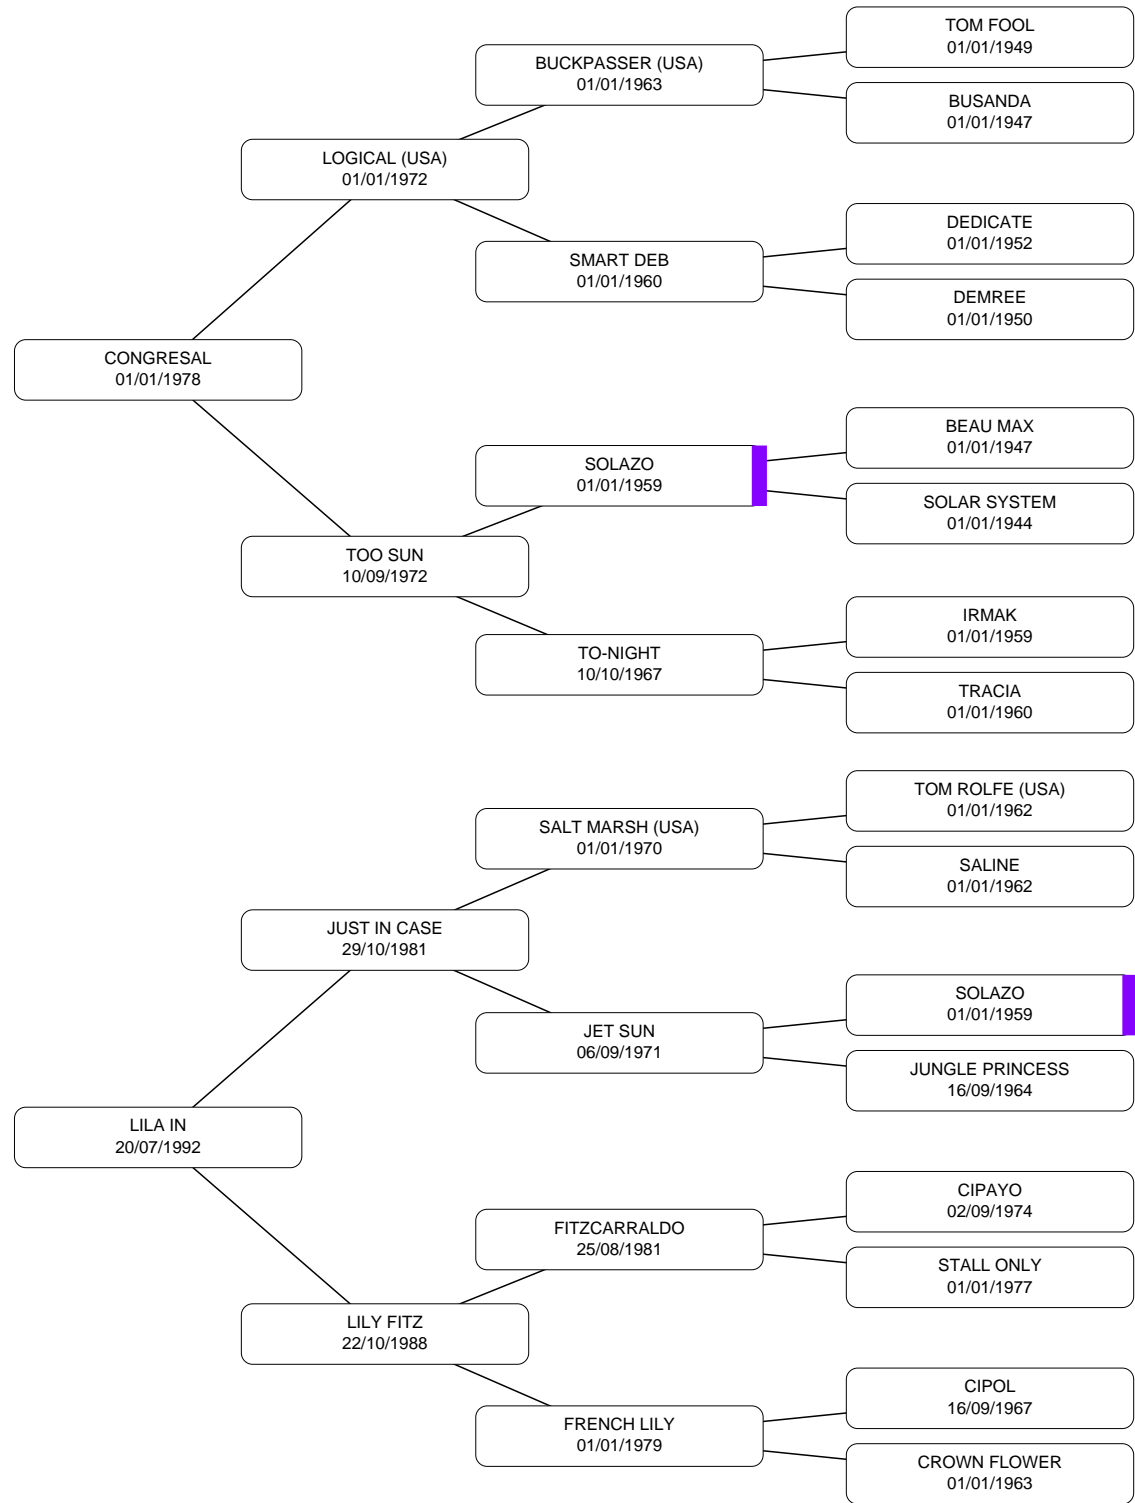 TOM FOOL
01/01/1949
BUCKPASSER (USA)
01/01/1963
BUSANDA
01/01/1947
LOGICAL (USA)
01/01/1972
DEDICATE
01/01/1952
SMART DEB
01/01/1960
DEMREE
01/01/1950
CONGRESAL
01/01/1978
BEAU MAX
01/01/1947
SOLAZO
01/01/1959
SOLAR SYSTEM
01/01/1944
TOO SUN
10/09/1972
IRMAK
01/01/1959
TO-NIGHT
10/10/1967
TRACIA
01/01/1960
TOM ROLFE (USA)
01/01/1962
SALT MARSH (USA)
01/01/1970
SALINE
01/01/1962
JUST IN CASE
29/10/1981
SOLAZO
01/01/1959
JET SUN
06/09/1971
JUNGLE PRINCESS
16/09/1964
LILA IN
20/07/1992
CIPAYO
02/09/1974
FITZCARRALDO
25/08/1981
STALL ONLY
01/01/1977
LILY FITZ
22/10/1988
CIPOL
16/09/1967
FRENCH LILY
01/01/1979
CROWN FLOWER
01/01/1963